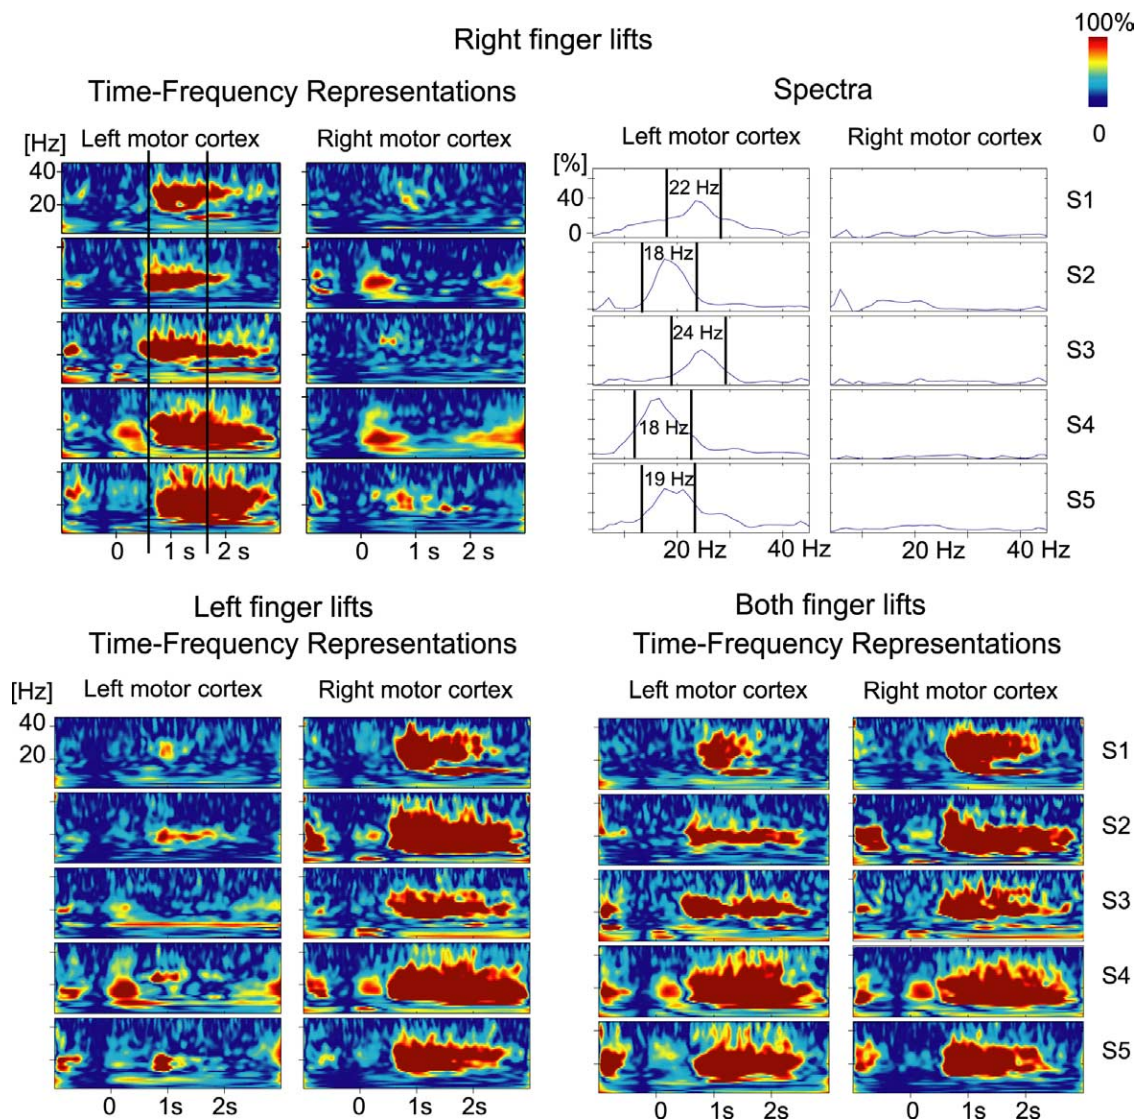 Right finger lifts
100%
0
Time-Frequency Representations
Spectra
[Hz] Left motor cortex Right motor cortex
Left motor cortex Right motor cortex
40
20
[%]
40
0
22 Hz
S1
18 Hz
S2
24 Hz
S3
18 Hz
S4
19 Hz
S5
0 1 s 2 s
0 1 s 2 s
20 Hz 40 Hz
20 Hz 40 Hz
Left finger lifts
Time-Frequency Representations
Both finger lifts
Time-Frequency Representations
[Hz] Left motor cortex Right motor cortex
Left motor cortex Right motor cortex
40
20
S1
S2
S3
S4
S5
0 1s 2s
0 1s 2s
0 1s 2s
0 1s 2s